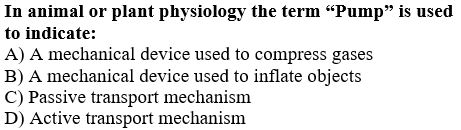 In animal or plant physiology the term “Pump” is used
to indicate:
A) A mechanical device used to compress gases
B) A mechanical device used to inflate objects
C) Passive transport mechanism
D) Active transport mechanism